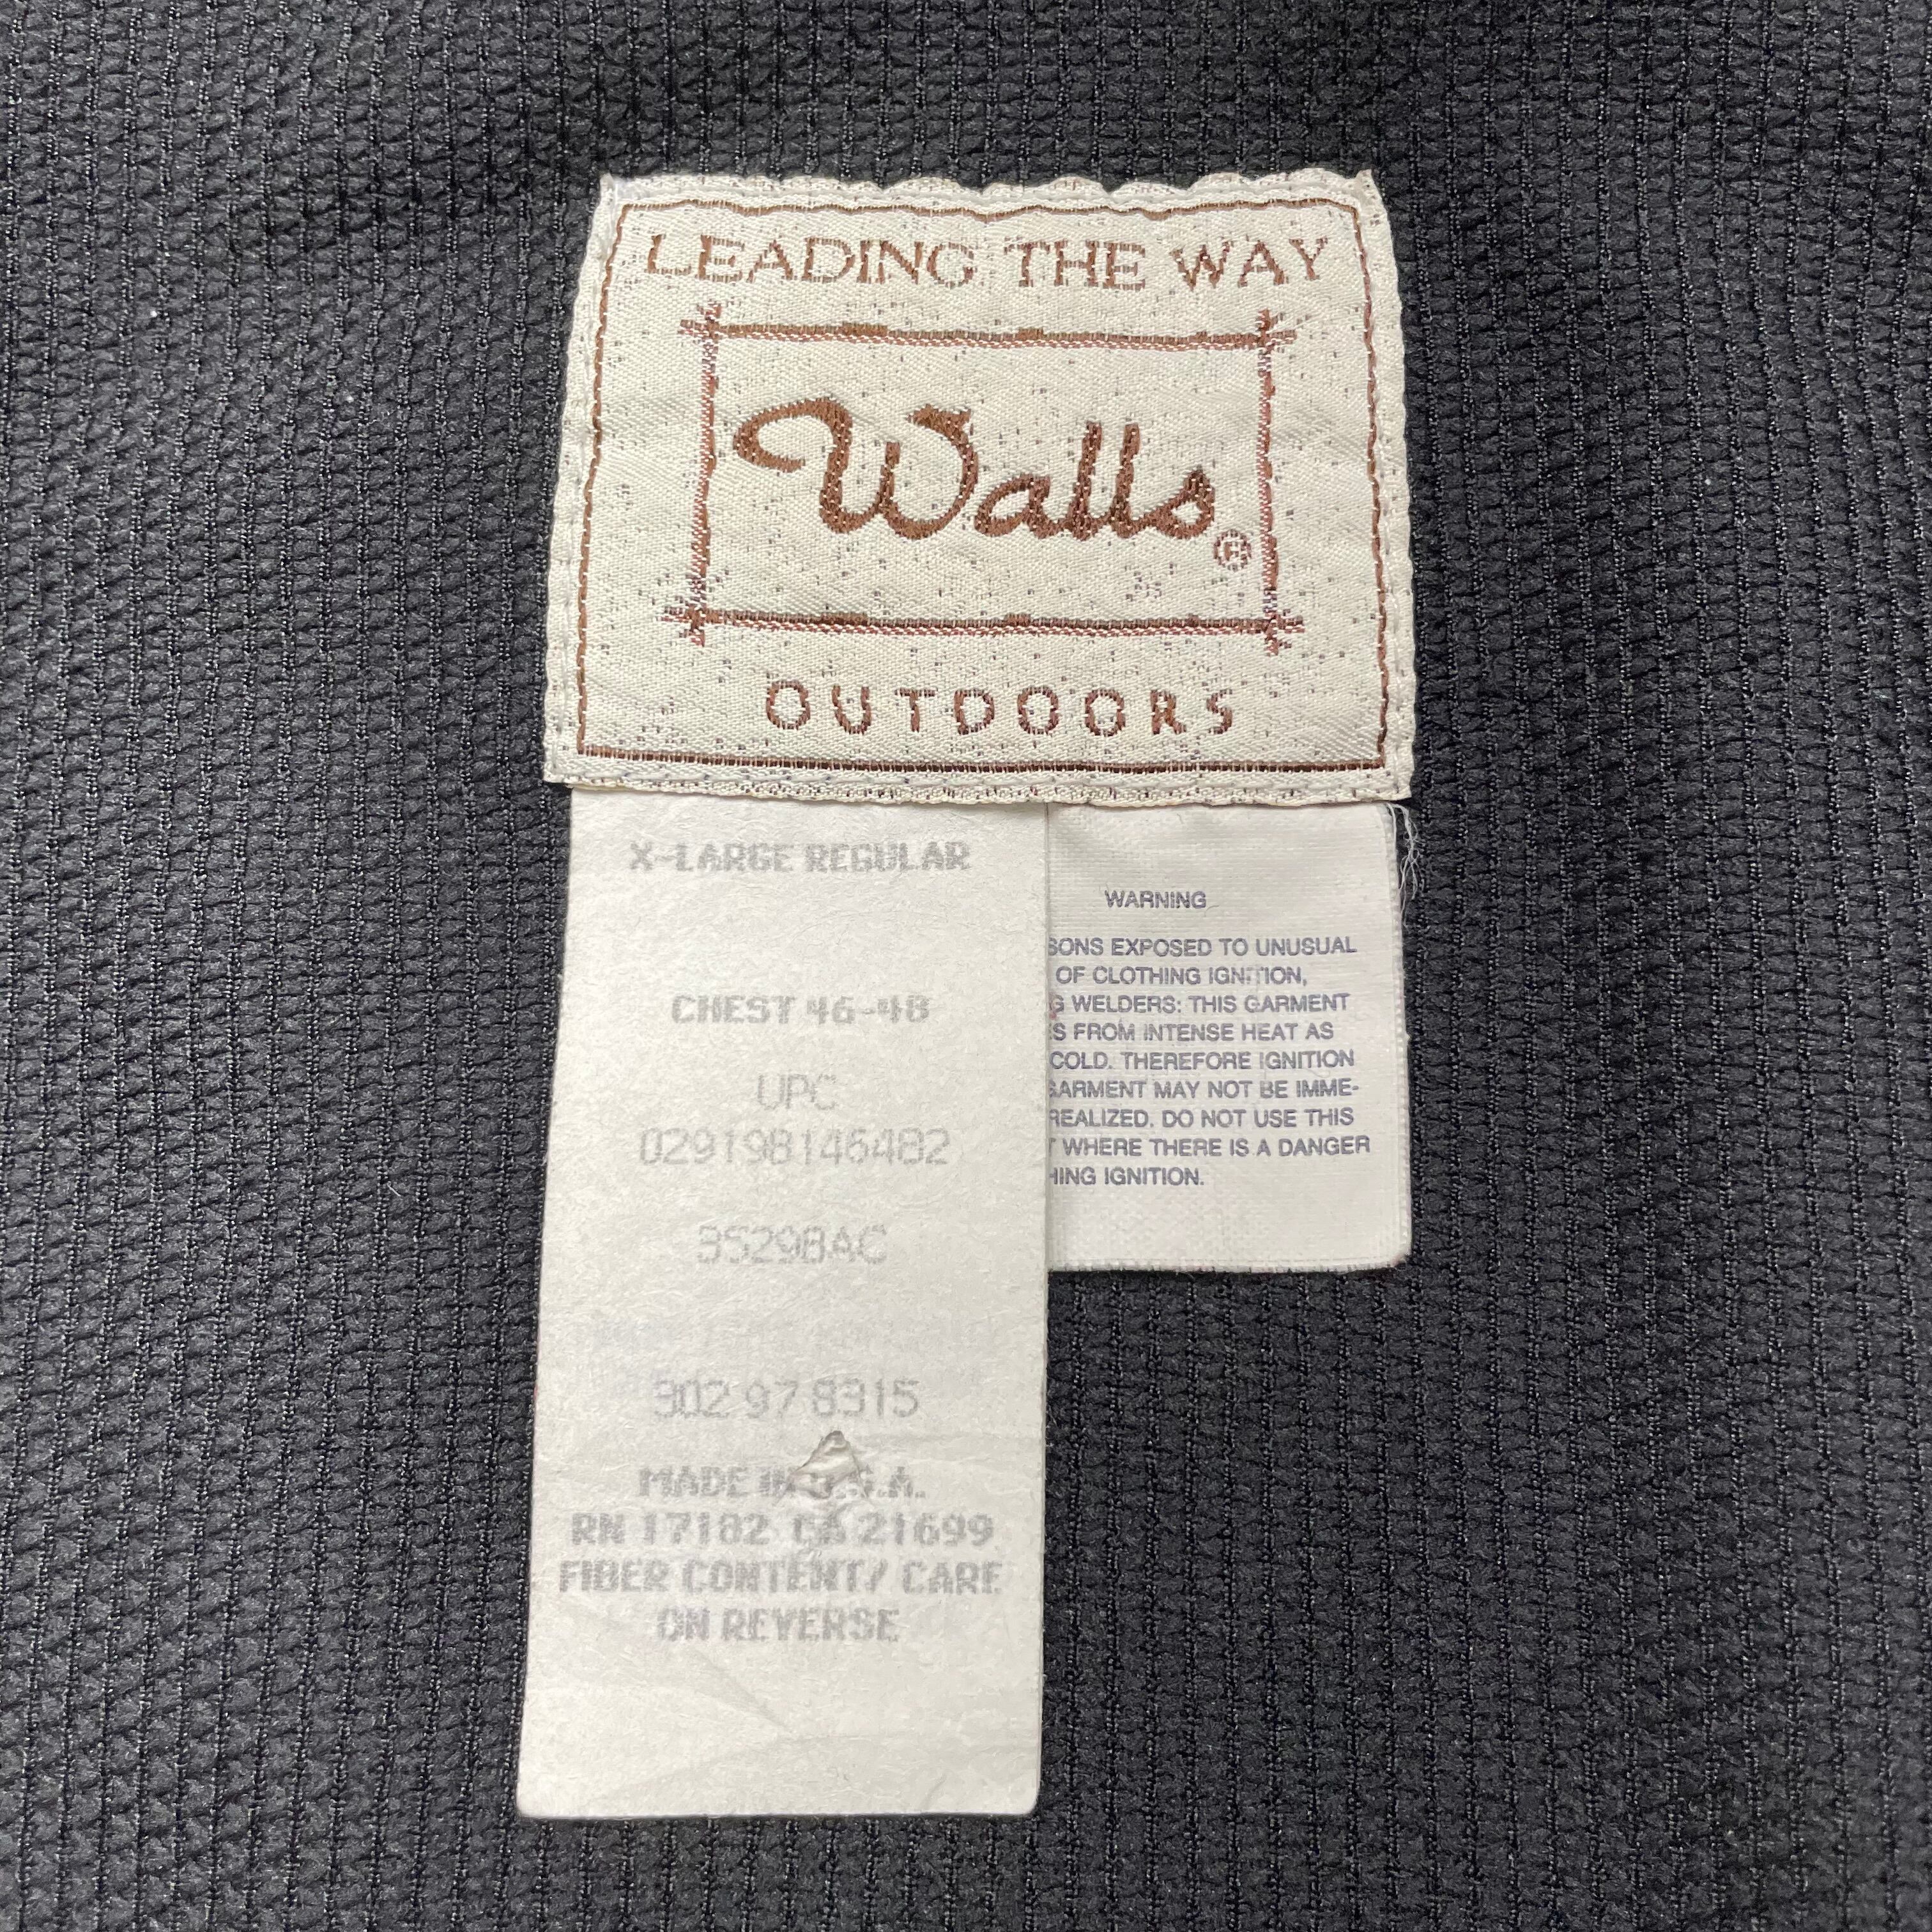 LEADING THE WAY
Walls®
OUTDOORS
X-LARGE REGULAR
CHEST 46-48
UPC
029198146482
35298AC
302 97 8315
MADE IN U.S.A.
RN 17182 CA 21699
FIBER CONTENT/ CARE
ON REVERSE
WARNING
SONS EXPOSED TO UNUSUAL
OF CLOTHING IGNITION,
G WELDERS: THIS GARMENT
S FROM INTENSE HEAT AS
COLD. THEREFORE IGNITION
GARMENT MAY NOT BE IMME-
REALIZED. DO NOT USE THIS
T WHERE THERE IS A DANGER
HING IGNITION.